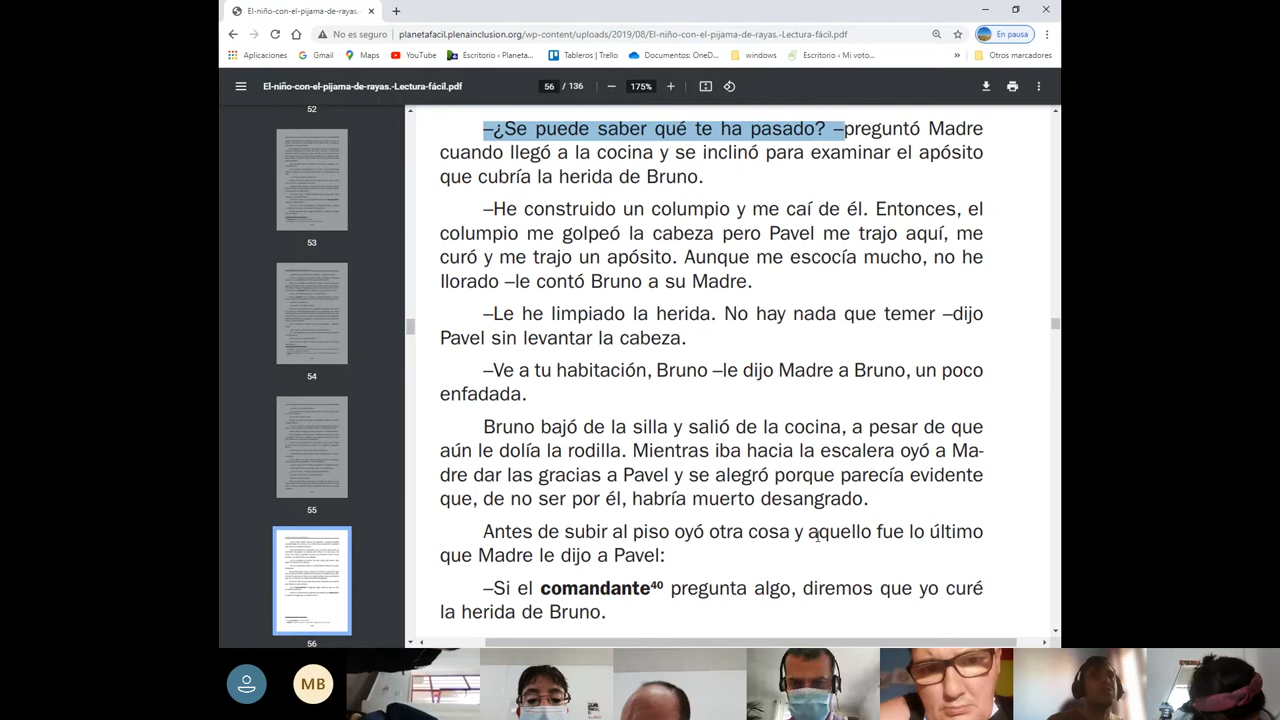 El-niño-con-el-pijama-de-rayas.-L
No es seguro
planetafacil.plenainclusion.org/wp-content/uploads/2019/08/El-niño-con-el-pijama-de-rayas.-Lectura-fácil.pdf
En pausa
Aplicaciones
Gmail
Maps
YouTube
Escritorio < Planeta...
Tableros | Trello
Documentos: OneD...
windows
Escritorio < Mi voto...
»
Otros marcadores
El-niño-con-el-pijama-de-rayas.-Lectura-fácil.pdf
56 / 136
175%
52
53
54
55
56
–¿Se puede saber qué te ha pasado? –preguntó Madre
cuando llegó a la cocina y se inclinó para examinar el apósito
que cubría la herida de Bruno.
–He construido un columpio y me caí de él. Entonces, el
columpio me golpeó la cabeza pero Pavel me trajo aquí, me
curó y me trajo un apósito. Aunque me escocía mucho, no he
llorado –le contó Bruno a su Madre.
–Le he limpiado la herida. No hay nada que temer –dijo
Pavel sin levantar la cabeza.
–Ve a tu habitación, Bruno –le dijo Madre a Bruno, un poco
enfadada.
Bruno bajó de la silla y salió de la cocina, a pesar de que
aún le dolía la herida. Mientras llegaba la escalera oyó a Ma-
dre dar las gracias a Pavel y se alegró porque parecía evidente
que, de no ser por él, habría muerto desangrado.
Antes de subir al piso oyó una cosa y aquello fue lo último
que Madre le dijo a Pavel:
–Si el comandante pregunta algo, diremos que yo curé
la herida de Bruno.
MB